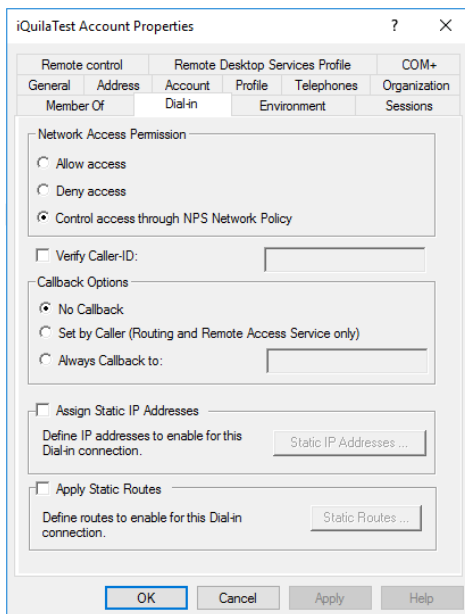 iQuilaTest Account Properties ? ×
Remote control Remote Desktop Services Profile COM+
General Address Account Profile Telephones Organization
Member Of Dial-in Environment Sessions
Network Access Permission
Allow access
Deny access
Control access through NPS Network Policy
Verify Caller-ID:
Callback Options
No Callback
Set by Caller (Routing and Remote Access Service only)
Always Callback to:
Assign Static IP Addresses
Define IP addresses to enable for this
Dial-in connection.
Static IP Addresses ...
Apply Static Routes
Define routes to enable for this Dial-in
connection.
Static Routes ...
OK Cancel Apply Help